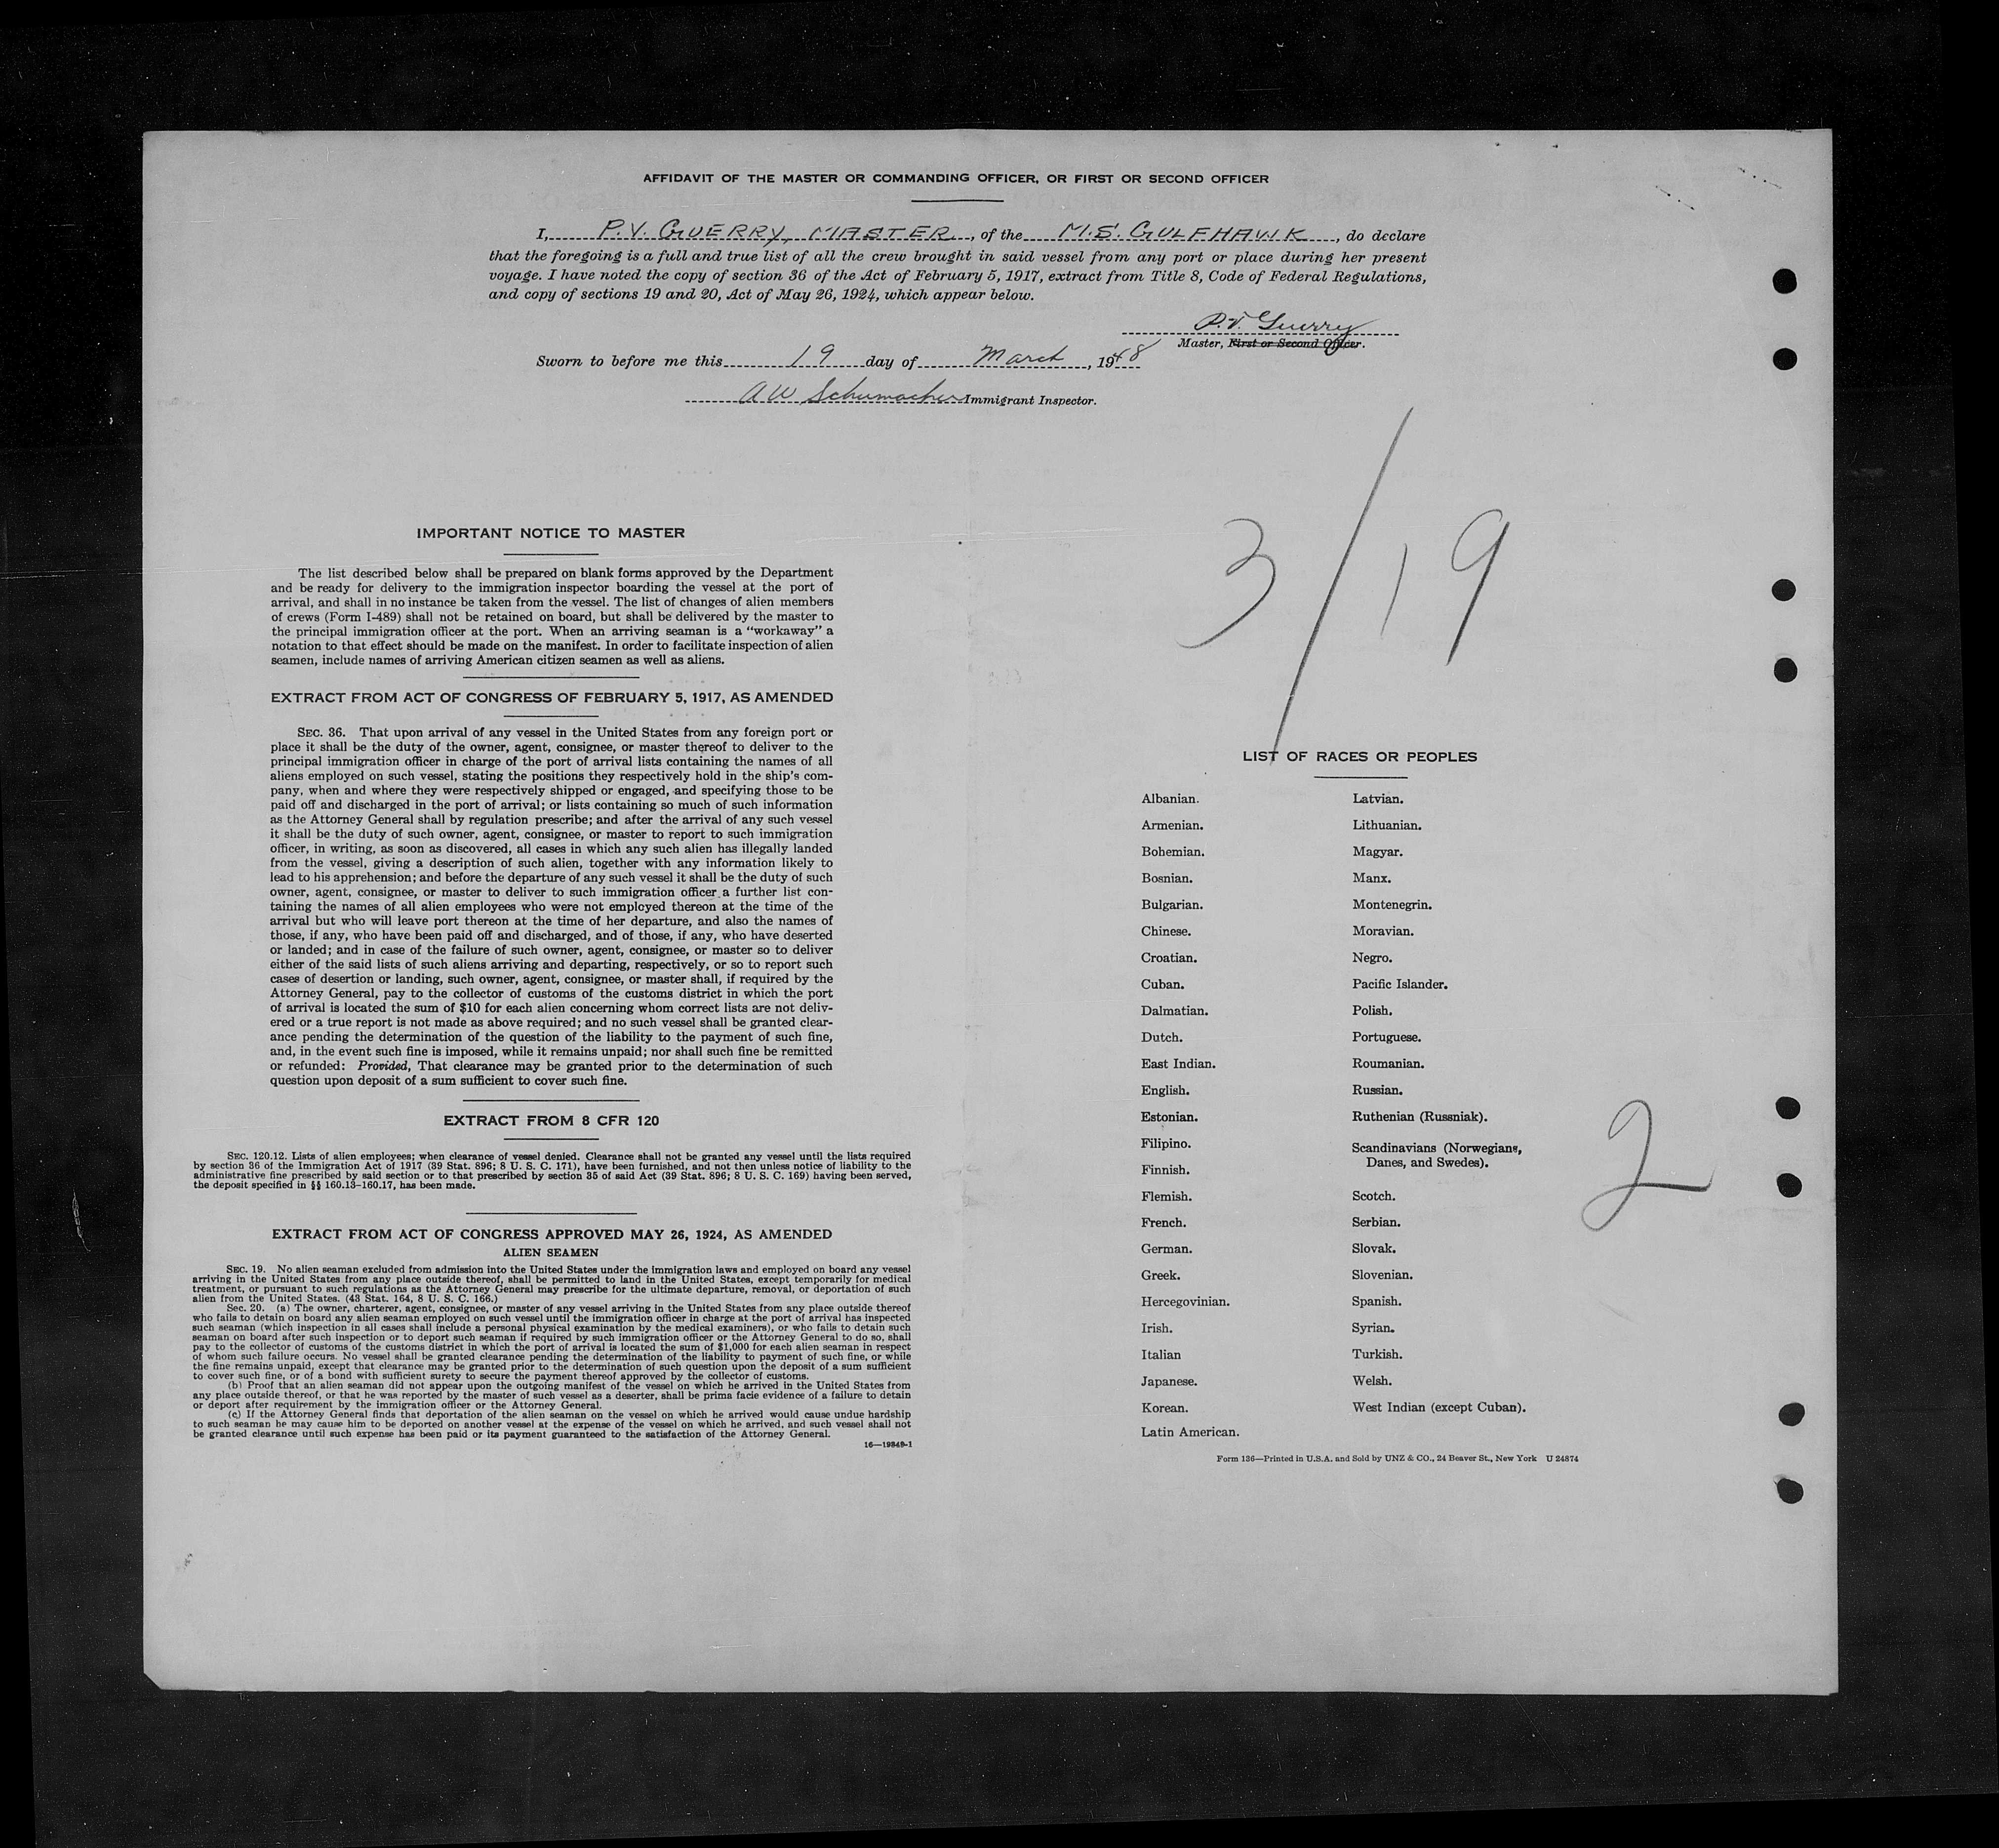 AFFIDAVIT OF THE MASTER OR COMMANDING OFFICER, OR FIRST OR SECOND OFFICER
I, P.V. GUERRY, MASTER, of the M.S. GULFHAWK, do declare
that the foregoing is a full and true list of all the crew brought in said vessel from any port or place during her present
voyage. I have noted the copy of section 36 of the Act of February 5, 1917, extract from Title 8, Code of Federal Regulations,
and copy of sections 19 and 20, Act of May 26, 1924, which appear below.
P.V. Guerry
Master, First or Second Officer.
Sworn to before me this 19 day of March, 1948
A W Schumacher Immigrant Inspector.
3/19
IMPORTANT NOTICE TO MASTER
The list described below shall be prepared on blank forms approved by the Department
and be ready for delivery to the immigration inspector boarding the vessel at the port of
arrival, and shall in no instance be taken from the vessel. The list of changes of alien members
of crews (Form I-489) shall not be retained on board, but shall be delivered by the master to
the principal immigration officer at the port. When an arriving seaman is a "workaway" a
notation to that effect should be made on the manifest. In order to facilitate inspection of alien
seamen, include names of arriving American citizen seamen as well as aliens.
EXTRACT FROM ACT OF CONGRESS OF FEBRUARY 5, 1917, AS AMENDED
SEC. 36. That upon arrival of any vessel in the United States from any foreign port or
place it shall be the duty of the owner, agent, consignee, or master thereof to deliver to the
principal immigration officer in charge of the port of arrival lists containing the names of all
aliens employed on such vessel, stating the positions they respectively hold in the ship's com-
pany, when and where they were respectively shipped or engaged, and specifying those to be
paid off and discharged in the port of arrival; or lists containing so much of such information
as the Attorney General shall by regulation prescribe; and after the arrival of any such vessel
it shall be the duty of such owner, agent, consignee, or master to report to such immigration
officer, in writing, as soon as discovered, all cases in which any such alien has illegally landed
from the vessel, giving a description of such alien, together with any information likely to
lead to his apprehension; and before the departure of any such vessel it shall be the duty of such
owner, agent, consignee, or master to deliver to such immigration officer a further list con-
taining the names of all alien employees who were not employed thereon at the time of the
arrival but who will leave port thereon at the time of her departure, and also the names of
those, if any, who have been paid off and discharged, and of those, if any, who have deserted
or landed; and in case of the failure of such owner, agent, consignee, or master so to deliver
either of the said lists of such aliens arriving and departing, respectively, or so to report such
cases of desertion or landing, such owner, agent, consignee, or master shall, if required by the
Attorney General, pay to the collector of customs of the customs district in which the port
of arrival is located the sum of $10 for each alien concerning whom correct lists are not deliv-
ered or a true report is not made as above required; and no such vessel shall be granted clear-
ance pending the determination of the question of the liability to the payment of such fine,
and, in the event such fine is imposed, while it remains unpaid; nor shall such fine be remitted
or refunded: Provided, That clearance may be granted prior to the determination of such
question upon deposit of a sum sufficient to cover such fine.
EXTRACT FROM 8 CFR 120
SEC. 120.12. Lists of alien employees; when clearance of vessel denied. Clearance shall not be granted any vessel until the lists required
by section 36 of the Immigration Act of 1917 (39 Stat. 896; 8 U. S. C. 171), have been furnished, and not then unless notice of liability to the
administrative fine prescribed by said section or to that prescribed by section 35 of said Act (39 Stat. 896; 8 U. S. C. 169) having been served,
the deposit specified in §§ 160.13–160.17, has been made.
EXTRACT FROM ACT OF CONGRESS APPROVED MAY 26, 1924, AS AMENDED
ALIEN SEAMEN
SEC. 19. No alien seaman excluded from admission into the United States under the immigration laws and employed on board any vessel
arriving in the United States from any place outside thereof, shall be permitted to land in the United States, except temporarily for medical
treatment, or pursuant to such regulations as the Attorney General may prescribe for the ultimate departure, removal, or deportation of such
alien from the United States. (43 Stat. 164, 8 U. S. C. 166.)
Sec. 20. (a) The owner, charterer, agent, consignee, or master of any vessel arriving in the United States from any place outside thereof
who fails to detain on board any alien seaman employed on such vessel until the immigration officer in charge at the port of arrival has inspected
such seaman (which inspection in all cases shall include a personal physical examination by the medical examiners), or who fails to detain such
seaman on board after such inspection or to deport such seaman if required by such immigration officer or the Attorney General to do so, shall
pay to the collector of customs of the customs district in which the port of arrival is located the sum of $1,000 for each alien seaman in respect
of whom such failure occurs. No vessel shall be granted clearance pending the determination of the liability to payment of such fine, or while
the fine remains unpaid, except that clearance may be granted prior to the determination of such question upon the deposit of a sum sufficient
to cover such fine, or of a bond with sufficient surety to secure the payment thereof approved by the collector of customs.
(b) Proof that an alien seaman did not appear upon the outgoing manifest of the vessel on which he arrived in the United States from
any place outside thereof, or that he was reported by the master of such vessel as a deserter, shall be prima facie evidence of a failure to detain
or deport after requirement by the immigration officer or the Attorney General.
(c) If the Attorney General finds that deportation of the alien seaman on the vessel on which he arrived would cause undue hardship
to such seaman he may cause him to be deported on another vessel at the expense of the vessel on which he arrived, and such vessel shall not
be granted clearance until such expense has been paid or its payment guaranteed to the satisfaction of the Attorney General.
16—19849-1
LIST OF RACES OR PEOPLES
Albanian.
Armenian.
Bohemian.
Bosnian.
Bulgarian.
Chinese.
Croatian.
Cuban.
Dalmatian.
Dutch.
East Indian.
English.
Estonian.
Filipino.
Finnish.
Flemish.
French.
German.
Greek.
Hercegovinian.
Irish.
Italian
Japanese.
Korean.
Latin American.
Latvian.
Lithuanian.
Magyar.
Manx.
Montenegrin.
Moravian.
Negro.
Pacific Islander.
Polish.
Portuguese.
Roumanian.
Russian.
Ruthenian (Russniak).
Scandinavians (Norwegians,
Danes, and Swedes).
Scotch.
Serbian.
Slovak.
Slovenian.
Spanish.
Syrian.
Turkish.
Welsh.
West Indian (except Cuban).
2
Form 136—Printed in U.S.A. and Sold by UNZ & CO., 24 Beaver St., New York U 24874